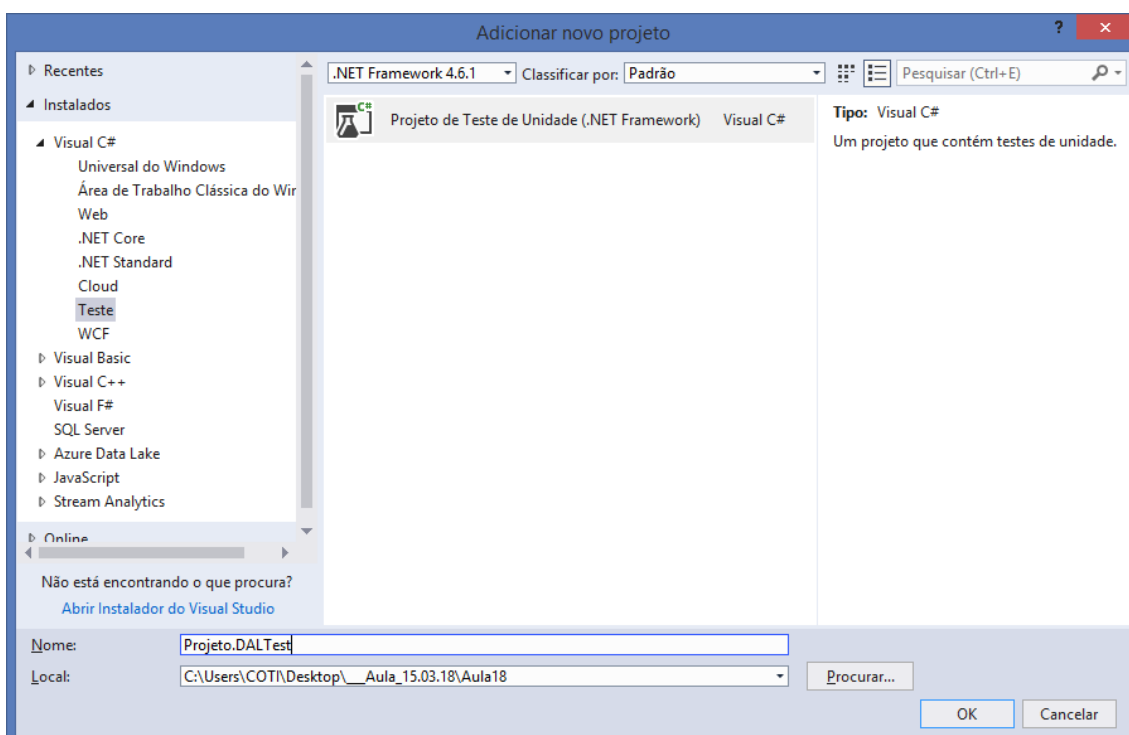 Adicionar novo projeto
?
Recentes
Instalados
Visual C#
Universal do Windows
Área de Trabalho Clássica do Wir
Web
.NET Core
.NET Standard
Cloud
Teste
WCF
Visual Basic
Visual C++
Visual F#
SQL Server
Azure Data Lake
JavaScript
Stream Analytics
Online
Não está encontrando o que procura?
Abrir Instalador do Visual Studio
.NET Framework 4.6.1 Classificar por: Padrão
Pesquisar (Ctrl+E)
C#
Projeto de Teste de Unidade (.NET Framework) Visual C#
Tipo: Visual C#
Um projeto que contém testes de unidade.
Nome: Projeto.DALTest
Local: C:\Users\COTI\Desktop\___Aula_15.03.18\Aula18
Procurar...
OK Cancelar